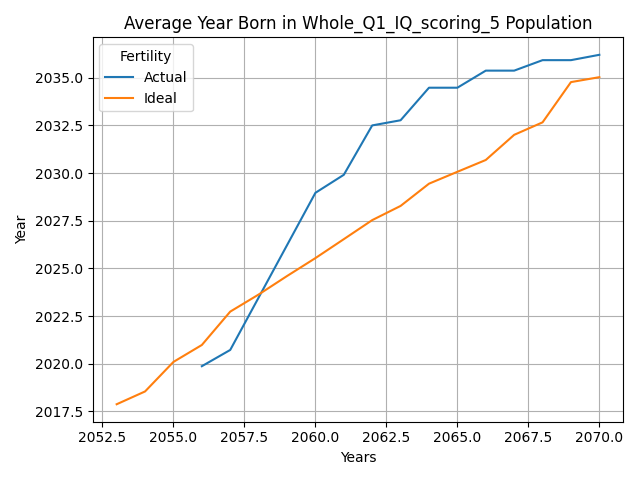 Average Year Born in Whole_Q1_IQ_scoring_5 Population
Fertility
Actual
Ideal
2035.0
2032.5
2030.0
2027.5
2025.0
2022.5
2020.0
2017.5
Year
2052.5 2055.0 2057.5 2060.0 2062.5 2065.0 2067.5 2070.0
Years